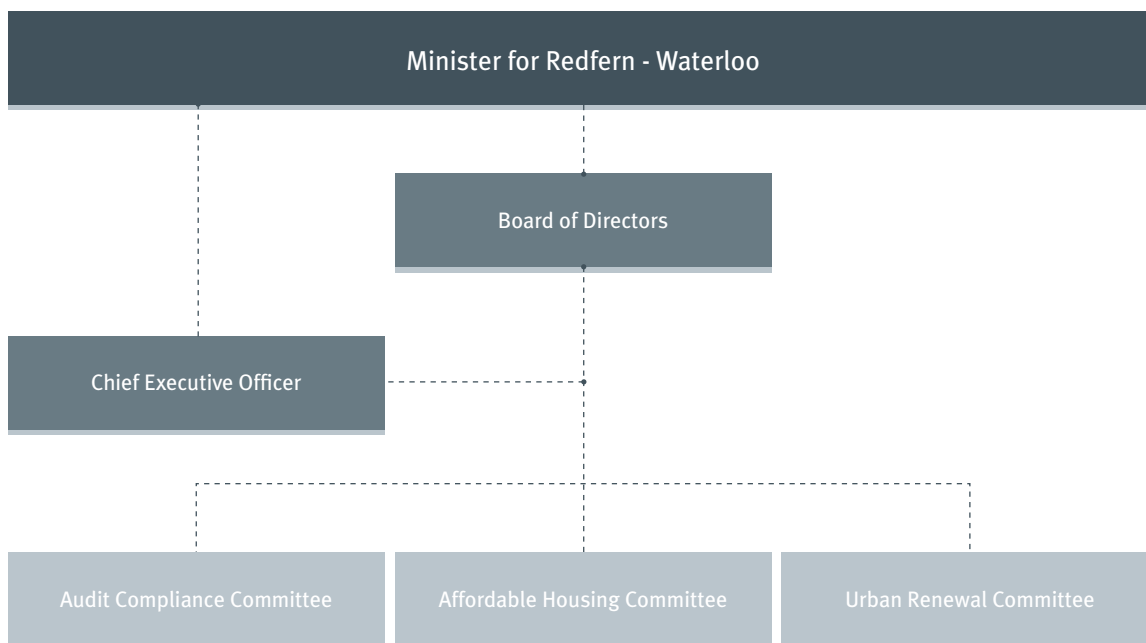 Minister for Redfern - Waterloo
Board of Directors
Chief Executive Officer
Audit Compliance Committee
Affordable Housing Committee
Urban Renewal Committee